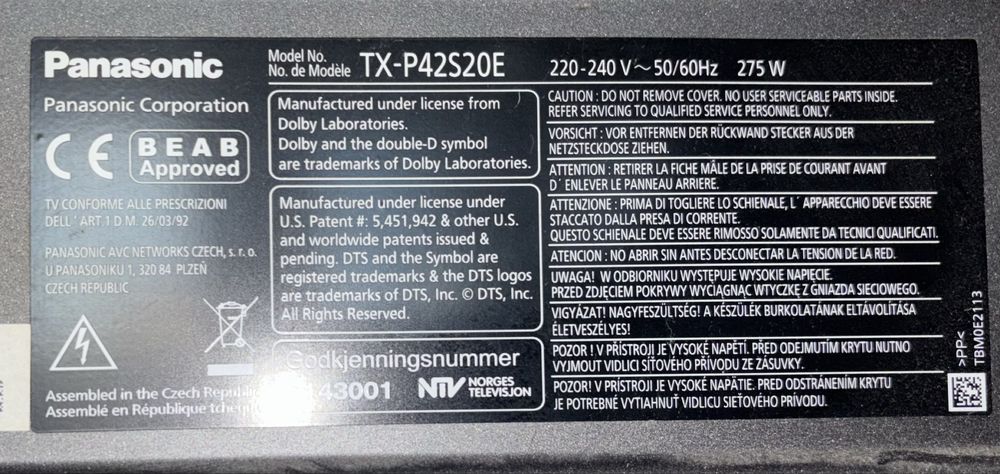 Panasonic
Model No.
No. de Modèle
TX-P42S20E
220-240 V～50/60Hz 275 W
Panasonic Corporation
CE
BEAB
Approved
TV CONFORME ALLE PRESCRIZIONI
DELL' ART 1 D.M. 26/03/92
PANASONIC AVC NETWORKS CZECH, s. r. o.
U PANASONIKU 1, 320 84 PLZEŇ
CZECH REPUBLIC
Assembled in the Czech Republi
Assemblé en République tchèq
Manufactured under license from
Dolby Laboratories.
Dolby and the double-D symbol
are trademarks of Dolby Laboratories.
Manufactured under license under
U.S. Patent #: 5,451,942 & other U.S.
and worldwide patents issued &
pending. DTS and the Symbol are
registered trademarks & the DTS logos
are trademarks of DTS, Inc. © DTS, Inc.
All Rights Reserved.
Godkjenningsnummer
43001
NTV NORGES
TELEVISJON
CAUTION : DO NOT REMOVE COVER. NO USER SERVICEABLE PARTS INSIDE.
REFER SERVICING TO QUALIFIED SERVICE PERSONNEL ONLY.
VORSICHT : VOR ENTFERNEN DER RÜCKWAND STECKER AUS DER
NETZSTECKDOSE ZIEHEN.
ATTENTION : RETIRER LA FICHE MÂLE DE LA PRISE DE COURANT AVANT
D´ ENLEVER LE PANNEAU ARRIERE.
ATTENZIONE : PRIMA DI TOGLIERE LO SCHIENALE, L´ APPARECCHIO DEVE ESSERE
STACCATO DALLA PRESA DI CORRENTE.
QUESTO SCHIENALE DEVE ESSERE RIMOSSO SOLAMENTE DA TECNICI QUALIFICATI.
ATENCION : NO ABRIR SIN ANTES DESCONECTAR LA TENSION DE LA RED.
UWAGA! W ODBIORNIKU WYSTĘPUJE WYSOKIE NAPIĘCIE.
PRZED ZDJĘCIEM POKRYWY WYCIĄGNĄĆ WTYCZKĘ Z GNIAZDA SIECIOWEGO.
VIGYÁZAT! NAGYFESZÜLTSÉG! A KÉSZÜLÉK BURKOLATÁNAK ELTÁVOLÍTÁSA
ÉLETVESZÉLYES!
POZOR ! V PŘÍSTROJI JE VYSOKÉ NAPĚTÍ. PŘED ODEJMUTÍM KRYTU NUTNO
VYJMOUT VIDLICI SÍŤOVÉHO PŘÍVODU ZE ZÁSUVKY.
POZOR! V PRÍSTROJI JE VYSOKÉ NAPÄTIE. PRED ODSTRÁNENÍM KRYTU
JE POTREBNÉ VYTIAHNUŤ VIDLICU SIEŤOVÉHO PRÍVODU.
>PP<
TBM0E2113